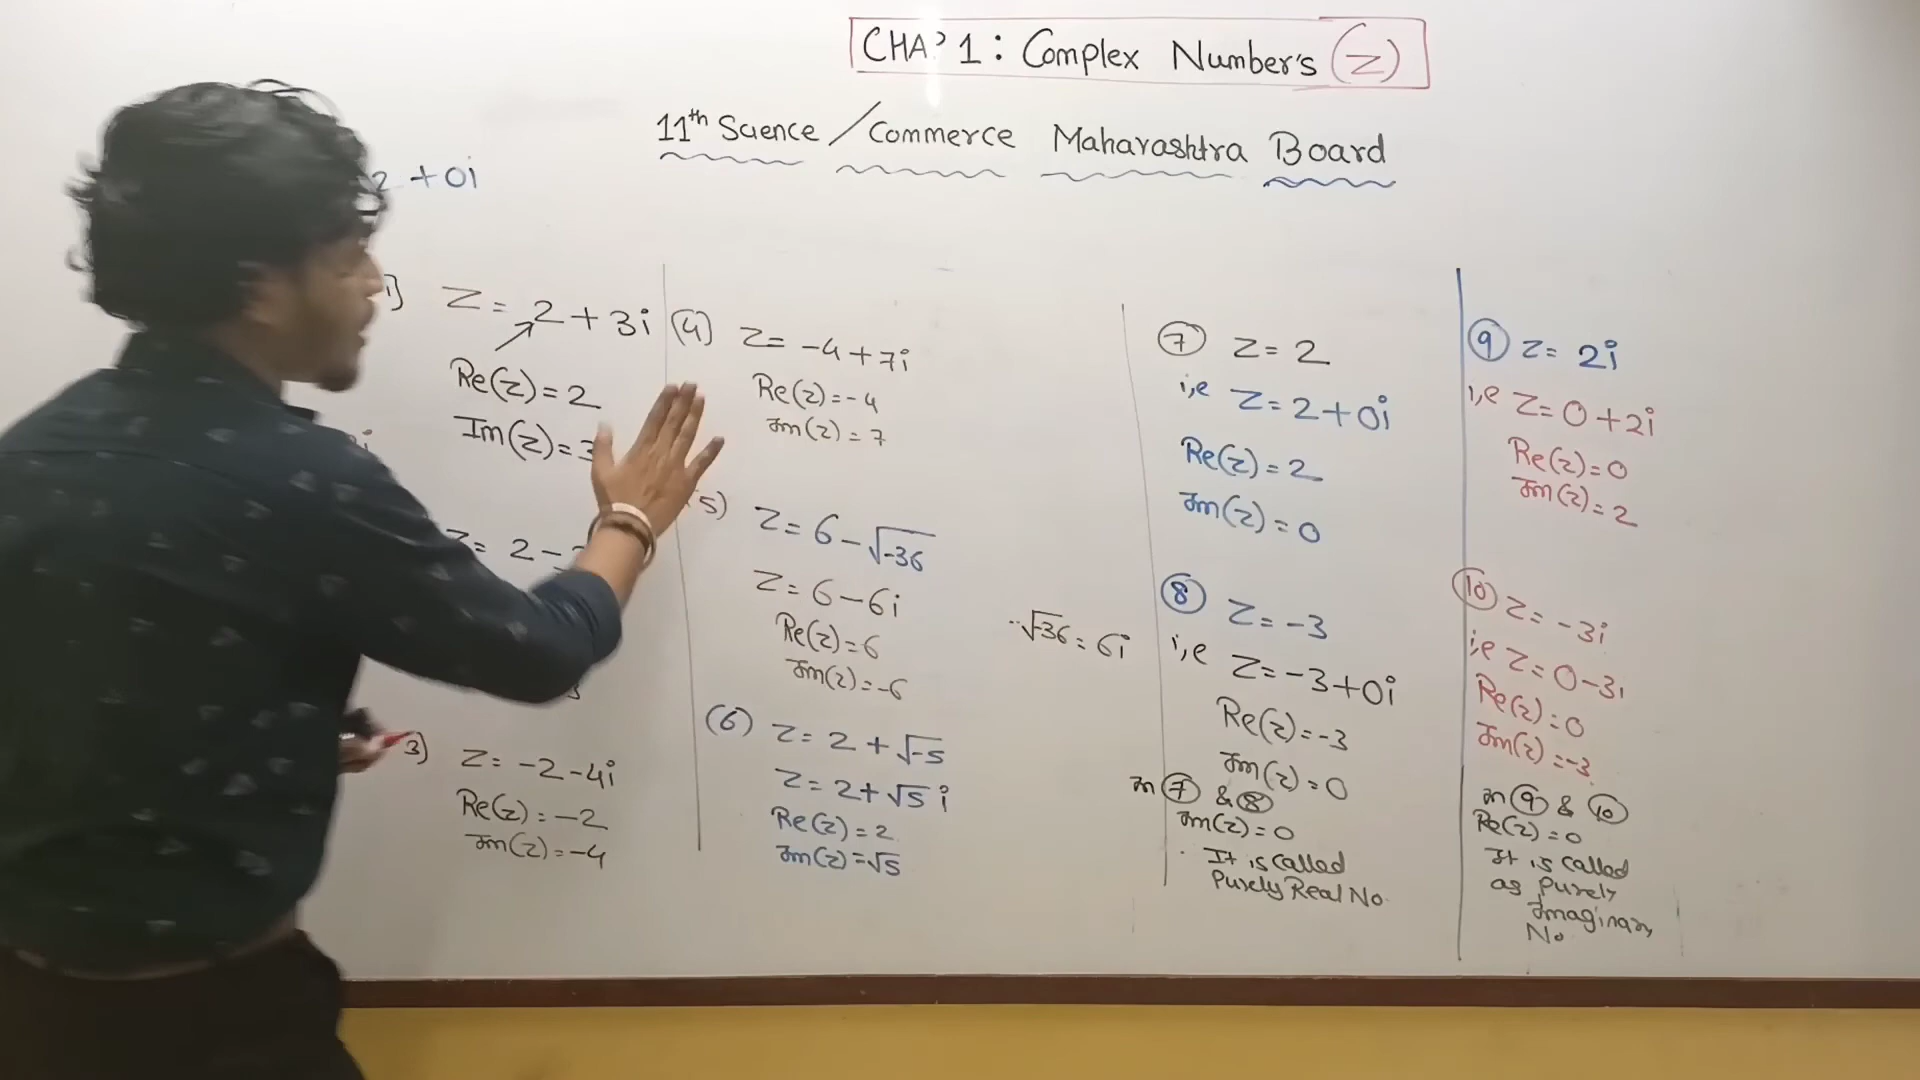 CHAP 1 : Complex Number's (z)
11th Science / Commerce Maharashtra Board
2 + 0i
1) Z = 2 + 3i
Re(z) = 2
Im(z) = 3
Z = 2 -
3) Z = -2 - 4i
Re(z) = -2
Im(z) = -4
(4) Z = -4 + 7i
Re(z) = -4
Im(z) = 7
5) Z = 6 - √-36
Z = 6 - 6i
Re(z) = 6
Im(z) = -6
√-36 = 6i
(6) Z = 2 + √-5
Z = 2 + √5 i
Re(z) = 2
Im(z) = √5
7 Z = 2
i,e Z = 2 + 0i
Re(z) = 2
Im(z) = 0
8 Z = -3
i,e Z = -3 + 0i
Re(z) = -3
Im(z) = 0
In 7 & 8
Im(z) = 0
It is called
Purely Real No.
9 Z = 2i
i,e Z = 0 + 2i
Re(z) = 0
Im(z) = 2
10 Z = -3i
i,e Z = 0 - 3i
Re(z) = 0
Im(z) = -3
In 9 & 10
Re(z) = 0
It is called
as Purely
Imaginary
No